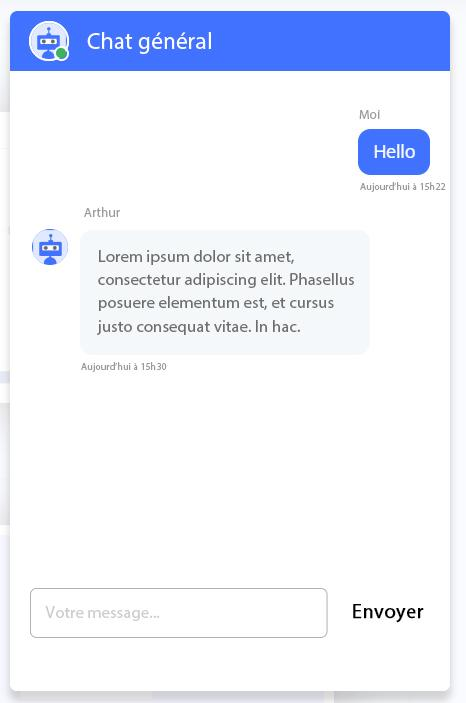 Chat général
Moi
Hello
Aujourd'hui à 15h22
Arthur
Lorem ipsum dolor sit amet,
consectetur adipiscing elit. Phasellus
posuere elementum est, et cursus
justo consequat vitae. In hac.
Aujourd'hui à 15h30
Votre message...
Envoyer